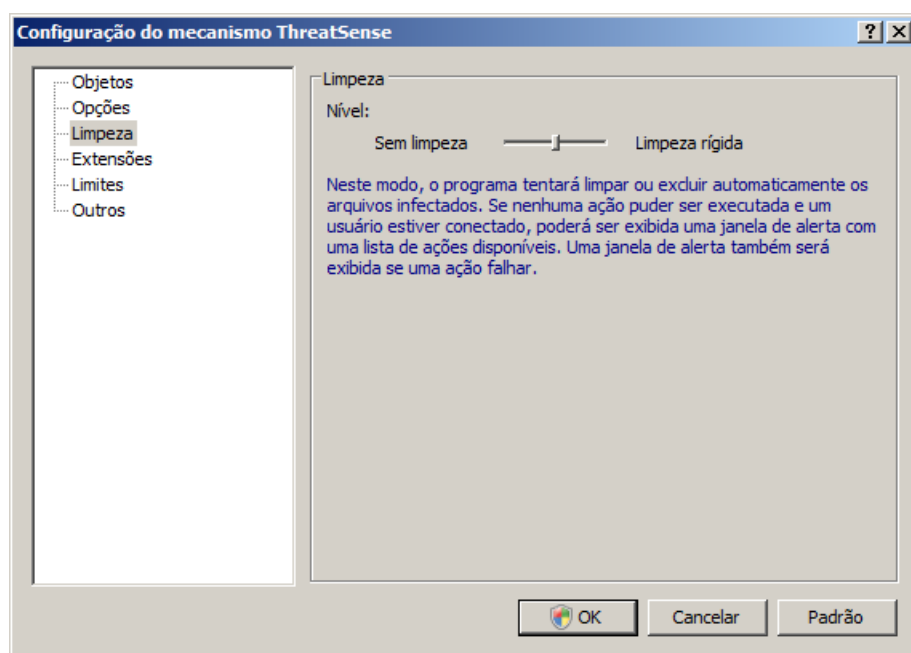 Configuração do mecanismo ThreatSense
Objetos
Opções
Limpeza
Extensões
Limites
Outros
Limpeza
Nível:
Sem limpeza Limpeza rígida
Neste modo, o programa tentará limpar ou excluir automaticamente os
arquivos infectados. Se nenhuma ação puder ser executada e um
usuário estiver conectado, poderá ser exibida uma janela de alerta com
uma lista de ações disponíveis. Uma janela de alerta também será
exibida se uma ação falhar.
OK Cancelar Padrão